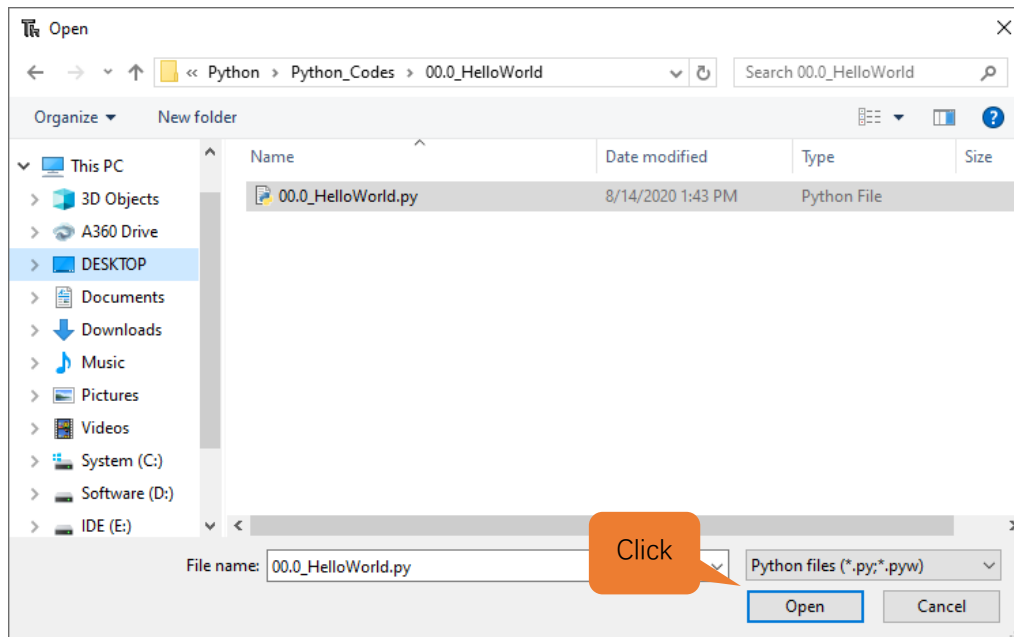 Open
« Python > Python_Codes > 00.0_HelloWorld
Search 00.0_HelloWorld
Organize
New folder
?
Name
Date modified
Type
Size
This PC
00.0_HelloWorld.py
8/14/2020 1:43 PM
Python File
3D Objects
A360 Drive
DESKTOP
Documents
Downloads
Music
Pictures
Videos
System (C:)
Software (D:)
IDE (E:)
File name:
00.0_HelloWorld.py
Click
Python files (*.py;*.pyw)
Open
Cancel